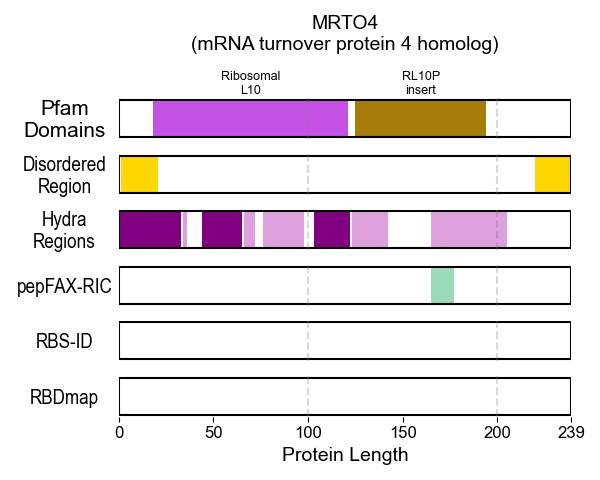 MRTO4
(mRNA turnover protein 4 homolog)
Ribosomal
L10
RL10P
insert
Pfam
Domains
Disordered
Region
Hydra
Regions
pepFAX-RIC
RBS-ID
RBDmap
0 50 100 150 200 239
Protein Length